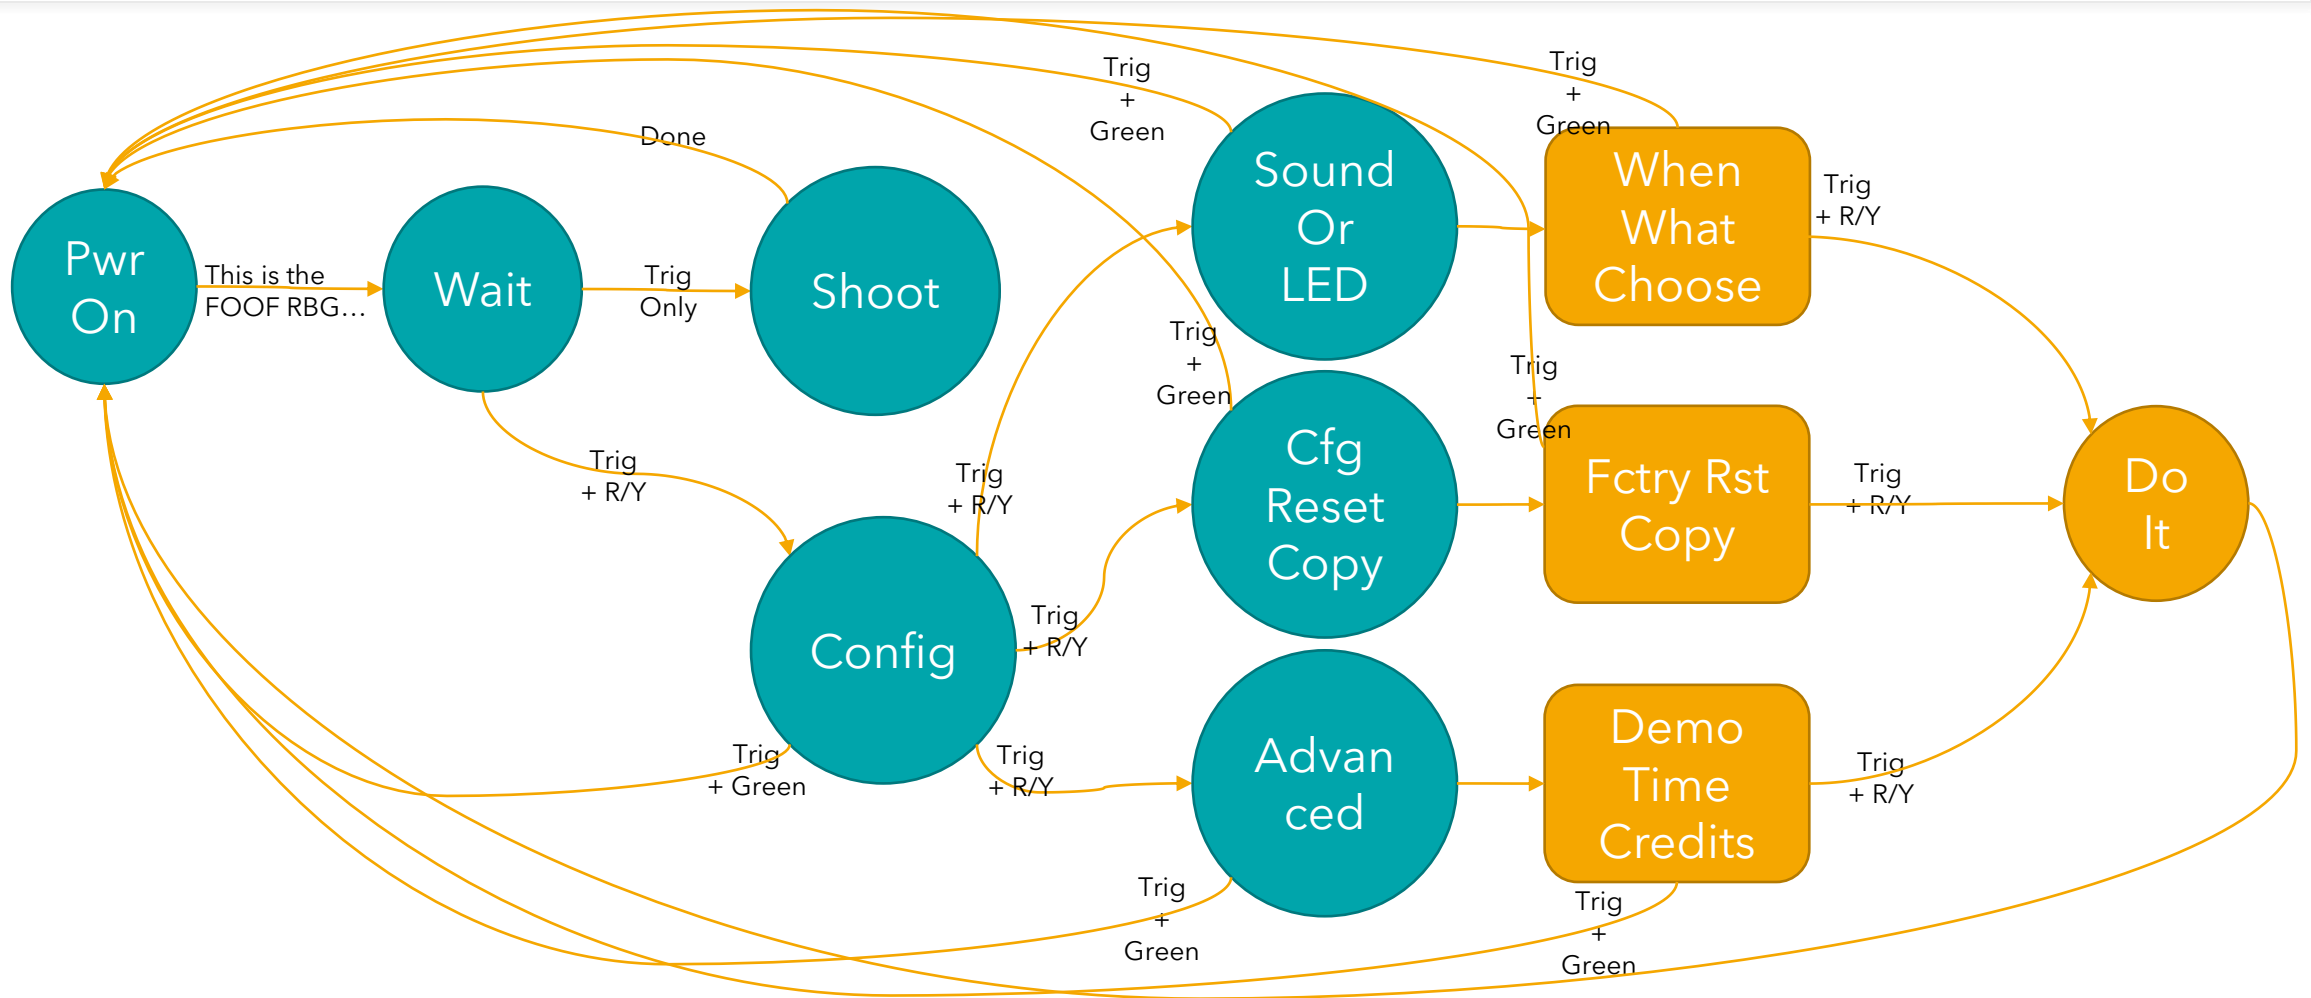 Pwr
On
This is the
FOOF RBG...
Wait
Trig
Only
Shoot
Done
Trig
+ R/Y
Config
Trig
+ Green
Trig
+ R/Y
Trig
+ R/Y
Trig
+ R/Y
Trig
+
Green
Sound
Or
LED
Trig
+
Green
Cfg
Reset
Copy
Advan
ced
Trig
+
Green
Trig
+
Green
When
What
Choose
Trig
+ R/Y
Trig
+
Green
Fctry Rst
Copy
Trig
+ R/Y
Demo
Time
Credits
Trig
+ R/Y
Trig
+
Green
Do
It